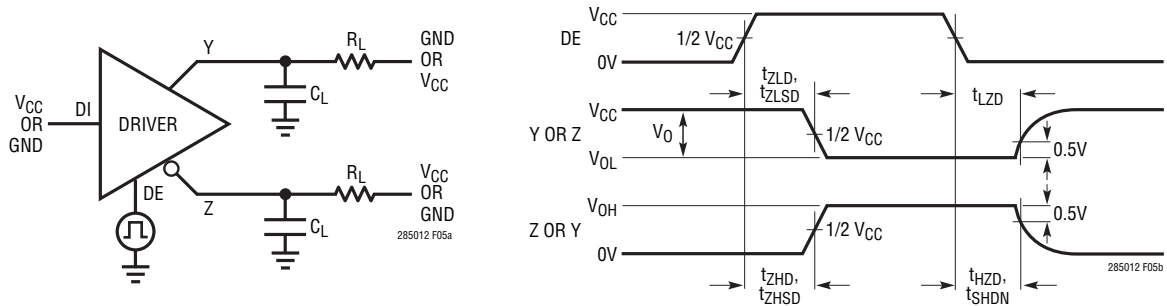 Y
RL
GND
OR
VCC
CL
VCC
OR
GND
DI
DRIVER
RL
VCC
OR
GND
DE
Z
CL
285012 F05a
VCC
DE
1/2 VCC
0V
tZLD,
tZLSD
tLZD
VCC
Y OR Z
VO
1/2 VCC
0.5V
VOL
VOH
0.5V
Z OR Y
1/2 VCC
0V
285012 F05b
tZHD,
tZHSD
tHZD,
tSHDN